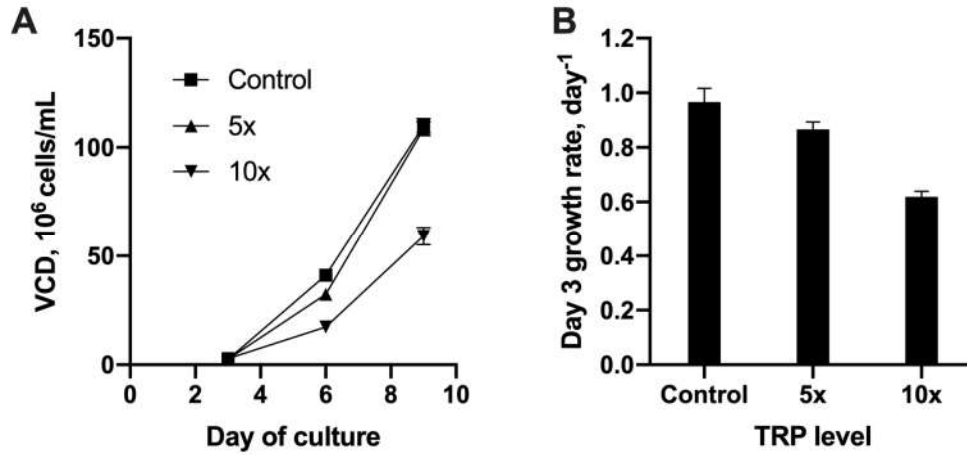 A
VCD, 10⁶ cells/mL
150
100
50
0
Control
5x
10x
0 2 4 6 8 10
Day of culture
B
Day 3 growth rate, day⁻¹
1.2
1.0
0.8
0.6
0.4
0.2
0.0
Control 5x 10x
TRP level